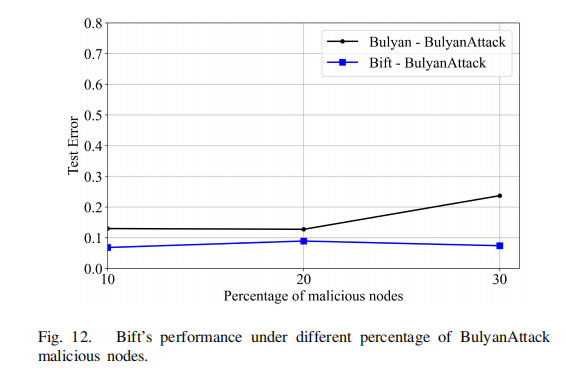 0.8
Bulyan - BulyanAttack
0.7
Bift - BulyanAttack
0.6
0.5
Test Error
0.4
0.3
0.2
0.1
0.0
10
20
30
Percentage of malicious nodes
Fig. 12. Bift's performance under different percentage of BulyanAttack
malicious nodes.